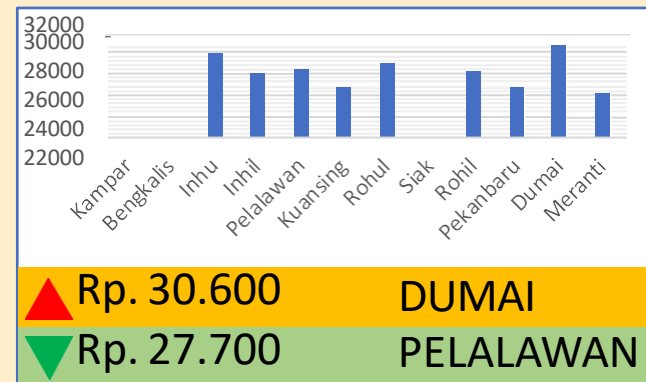 32000
30000
28000
26000
24000
22000
Kampar
Bengkalis
Inhu
Inhil
Pelalawan
Kuansing
Rohul
Siak
Rohil
Pekanbaru
Dumai
Meranti
Rp. 30.600 DUMAI
Rp. 27.700 PELALAWAN